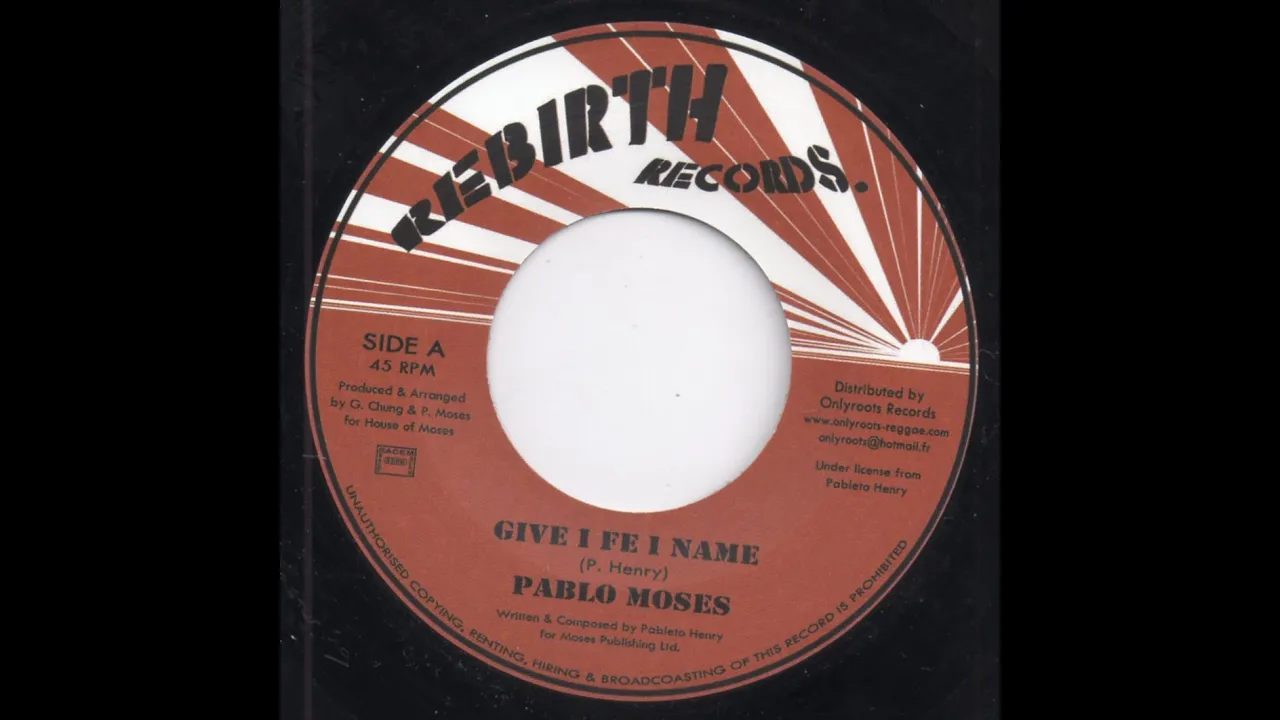 REBIRTH
RECORDS.
SIDE A
45 RPM
Produced & Arranged
by G. Chung & P. Moses
for House of Moses
SACEM
Distributed by
Onlyroots Records
www.onlyroots-reggae.com
onlyroots@hotmail.fr
Under license from
Pableto Henry
GIVE I FE I NAME
(P. Henry)
PABLO MOSES
Written & Composed by Pableto Henry
for Moses Publishing Ltd.
UNAUTHORISED COPYING, RENTING, HIRING & BROADCOASTING OF THIS RECORD IS PROHIBITED